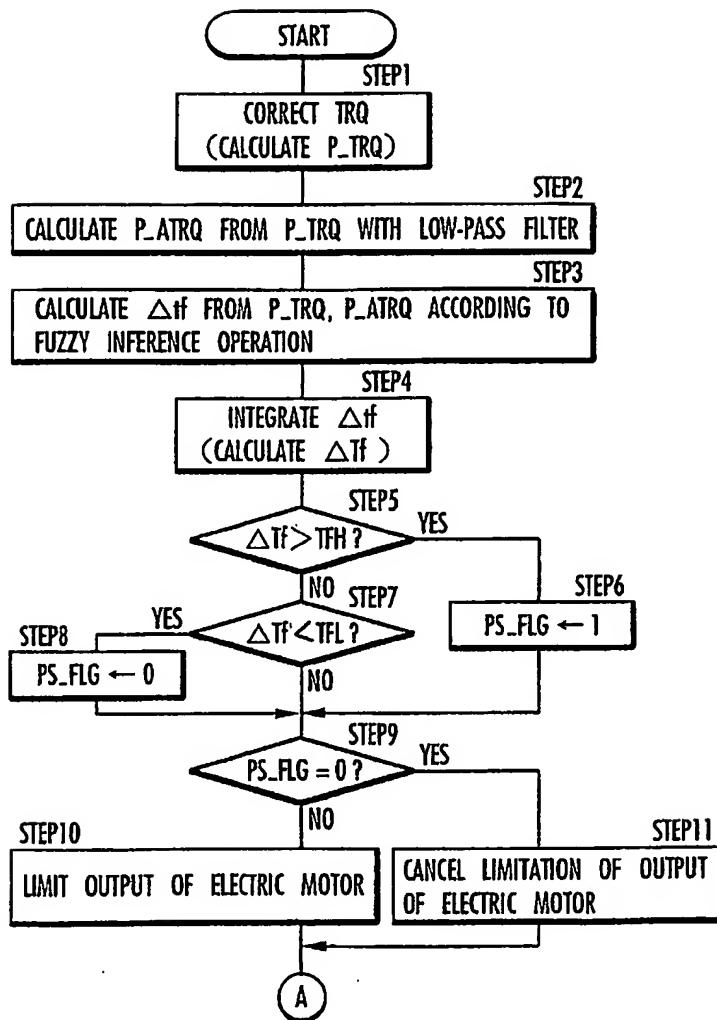 START
STEP1
CORRECT TRQ
(CALCULATE P_TRQ)
STEP2
CALCULATE P_ATRQ FROM P_TRQ WITH LOW-PASS FILTER
STEP3
CALCULATE △tf FROM P_TRQ, P_ATRQ ACCORDING TO
FUZZY INFERENCE OPERATION
STEP4
INTEGRATE △tf
(CALCULATE △Tf )
STEP5
△Tf > TFH ?
YES
NO
STEP6
PS_FLG ← 1
STEP7
△Tf < TFL ?
YES
NO
STEP8
PS_FLG ← 0
STEP9
PS_FLG = 0 ?
YES
NO
STEP10
LIMIT OUTPUT OF ELECTRIC MOTOR
STEP11
CANCEL LIMITATION OF OUTPUT
OF ELECTRIC MOTOR
A